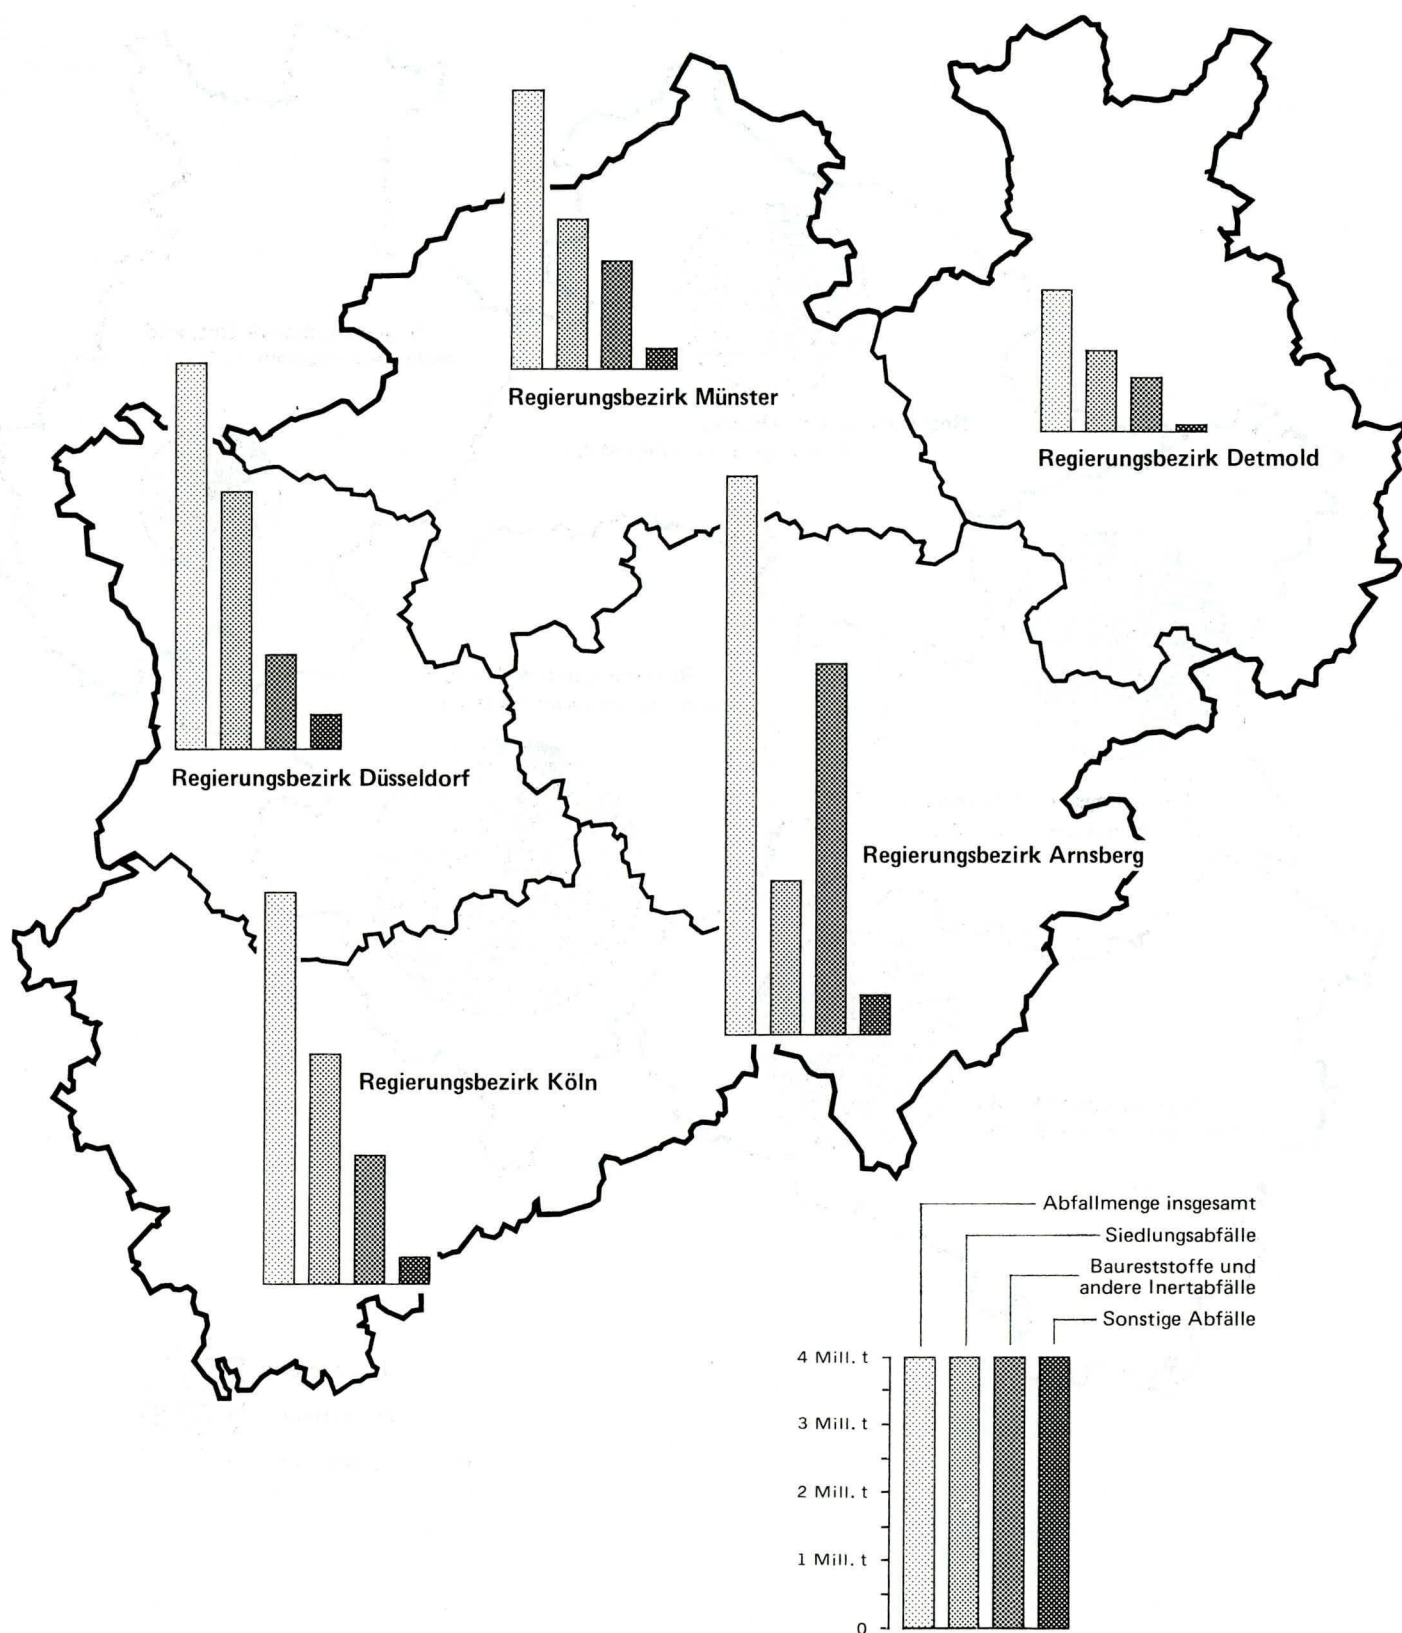 Regierungsbezirk Münster
Regierungsbezirk Detmold
Regierungsbezirk Düsseldorf
Regierungsbezirk Arnsberg
Regierungsbezirk Köln
Abfallmenge insgesamt
Siedlungsabfälle
Baureststoffe und
andere Inertabfälle
Sonstige Abfälle
4 Mill. t
3 Mill. t
2 Mill. t
1 Mill. t
0